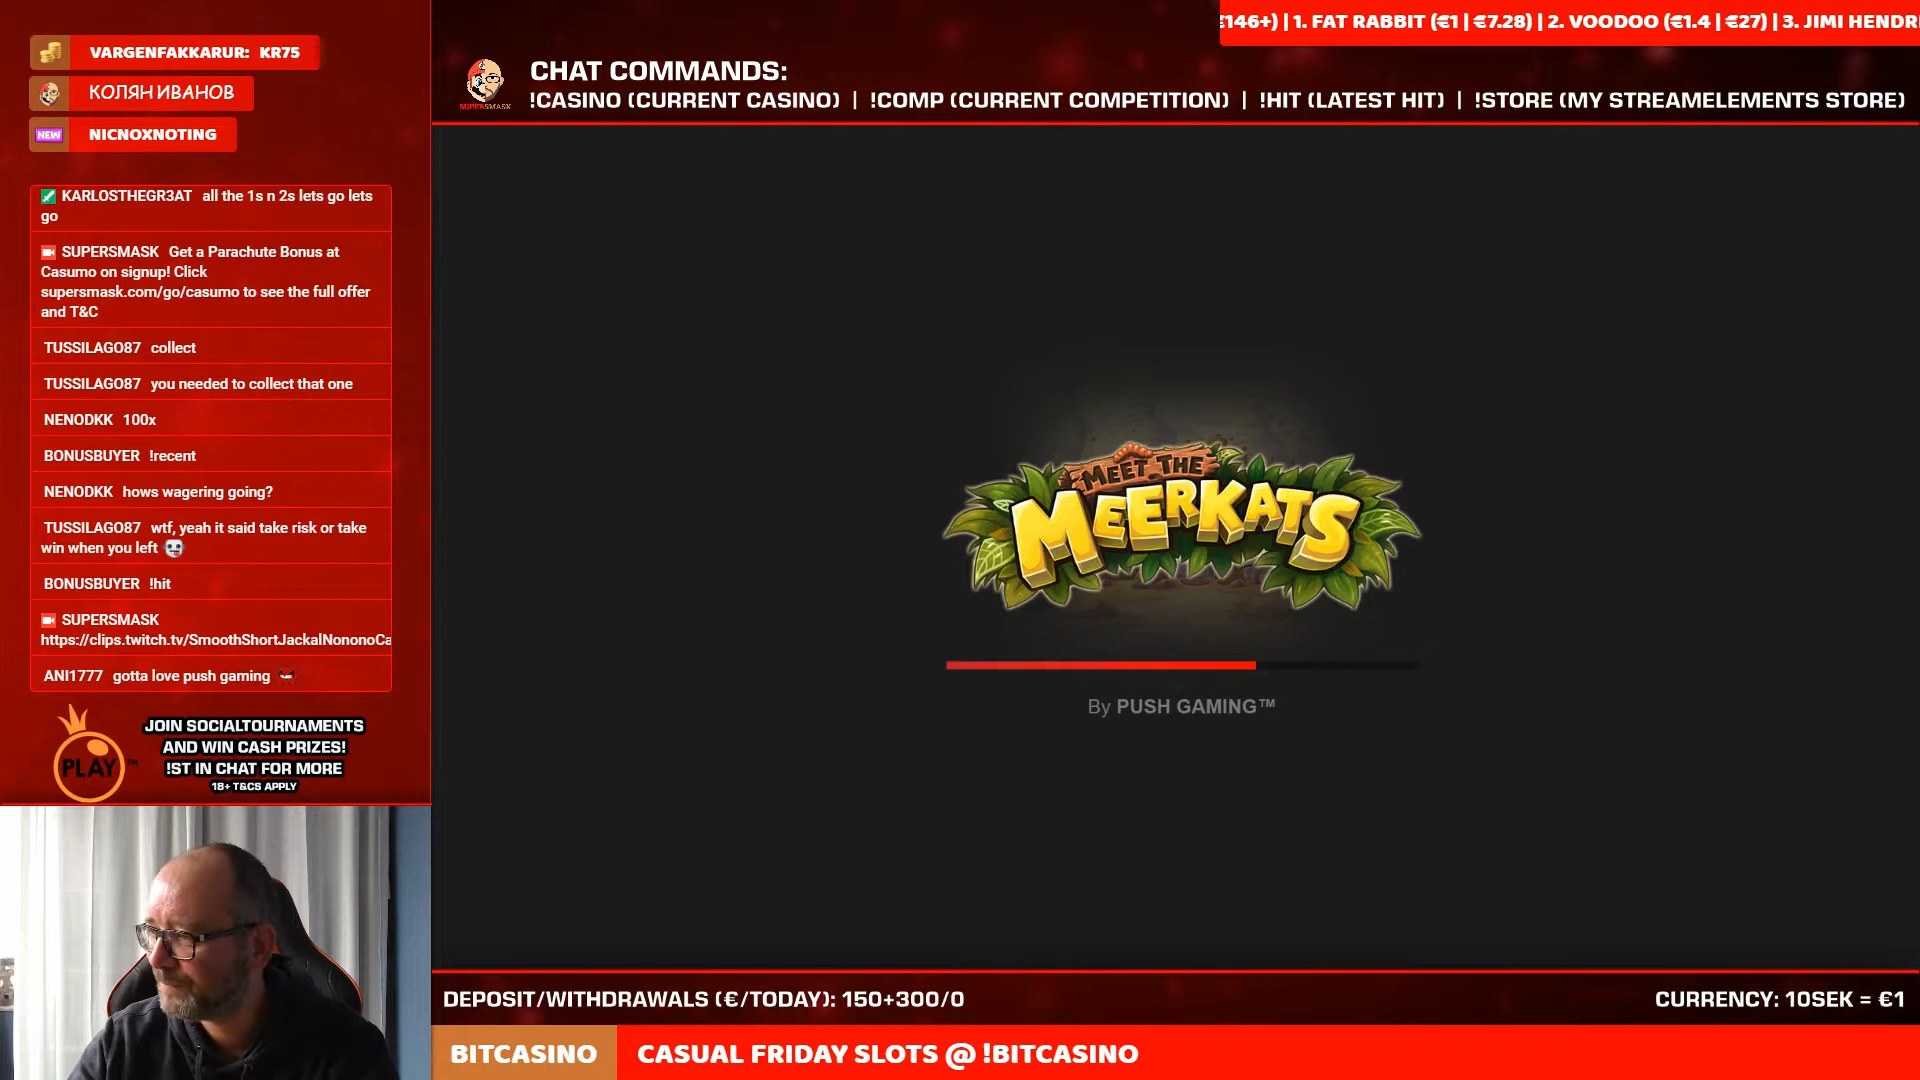 VARGENFAKKARUR: KR75
КОЛЯН ИВАНОВ
NEW NICNOXNOTING
KARLOSTHEGR3AT all the 1s n 2s lets go lets
go
SUPERSMASK Get a Parachute Bonus at
Casumo on signup! Click
supersmask.com/go/casumo to see the full offer
and T&C
TUSSILAGO87 collect
TUSSILAGO87 you needed to collect that one
NENODKK 100x
BONUSBUYER !recent
NENODKK hows wagering going?
TUSSILAGO87 wtf, yeah it said take risk or take
win when you left
BONUSBUYER !hit
SUPERSMASK
https://clips.twitch.tv/SmoothShortJackalNononoCa
ANI1777 gotta love push gaming
PLAY™
JOIN SOCIALTOURNAMENTS
AND WIN CASH PRIZES!
!ST IN CHAT FOR MORE
18+ T&CS APPLY
€146+) | 1. FAT RABBIT (€1 | €7.28) | 2. VOODOO (€1.4 | €27) | 3. JIMI HENDR
SUPERSMASK
CHAT COMMANDS:
!CASINO (CURRENT CASINO) | !COMP (CURRENT COMPETITION) | !HIT (LATEST HIT) | !STORE (MY STREAMELEMENTS STORE)
MEET THE
MEERKATS
By PUSH GAMING™
DEPOSIT/WITHDRAWALS (€/TODAY): 150+300/0
CURRENCY: 10SEK = €1
BITCASINO
CASUAL FRIDAY SLOTS @ !BITCASINO